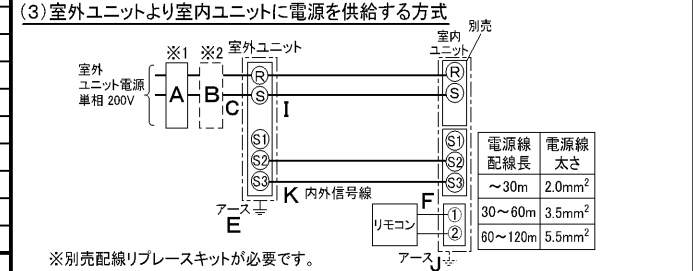 (3)室外ユニットより室内ユニットに電源を供給する方式
※1
※2
室外ユニット
室内
ユニット
別売
室外
ユニット電源
単相200V
A
B
C
I
R
S
R
S
S1
S2
S3
S1
S2
S3
K
内外信号線
アース
E
F
リモコン
①
②
アース
J
電源線
配線長
電源線
太さ
~30m
2.0mm²
30~60m
3.5mm²
60~120m
5.5mm²
※別売配線リプレースキットが必要です。